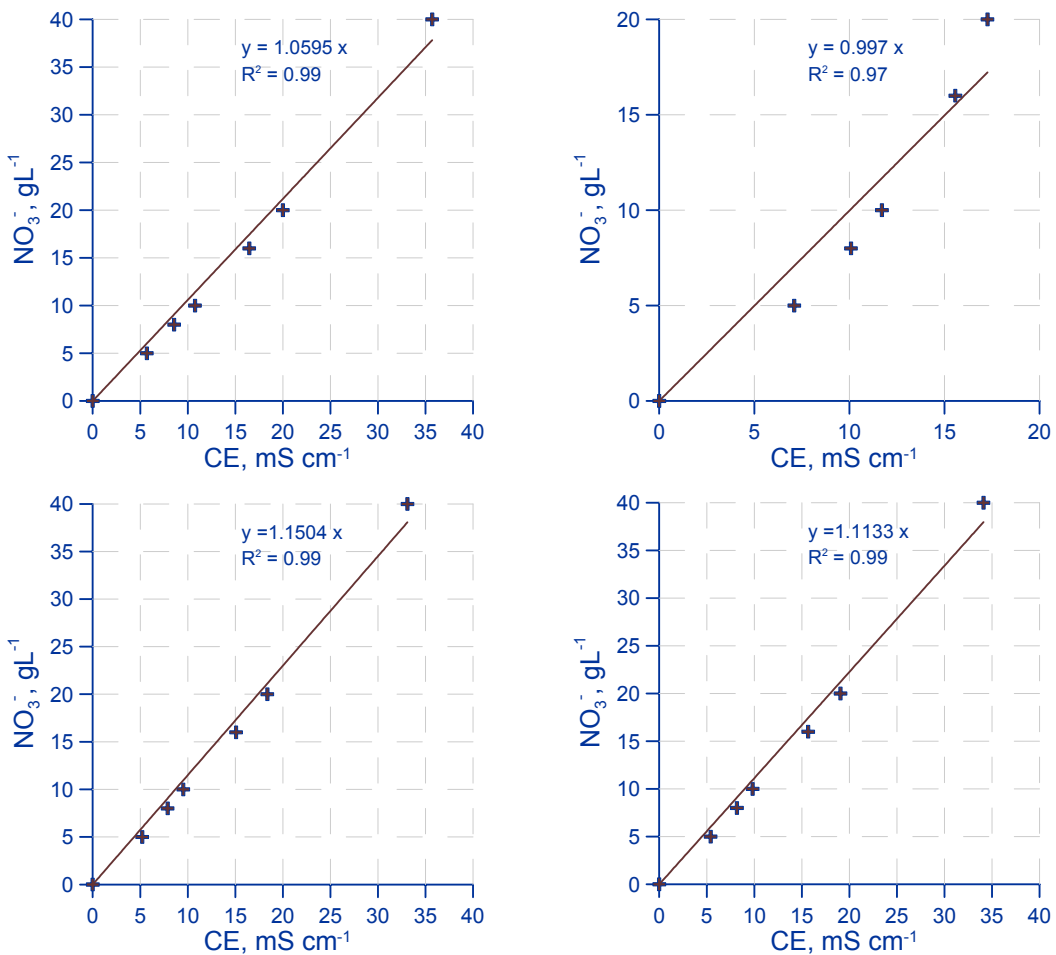 40
35
30
25
20
15
10
5
0
NO₃⁻, gL⁻¹
y = 1.0595 x
R² = 0.99
0 5 10 15 20 25 30 35 40
CE, mS cm⁻¹
20
15
10
5
0
NO₃⁻, gL⁻¹
y = 0.997 x
R² = 0.97
0 5 10 15 20
CE, mS cm⁻¹
40
35
30
25
20
15
10
5
0
NO₃⁻, gL⁻¹
y =1.1504 x
R² = 0.99
0 5 10 15 20 25 30 35 40
CE, mS cm⁻¹
40
35
30
25
20
15
10
5
0
NO₃⁻, gL⁻¹
y =1.1133 x
R² = 0.99
0 5 10 15 20 25 30 35 40
CE, mS cm⁻¹